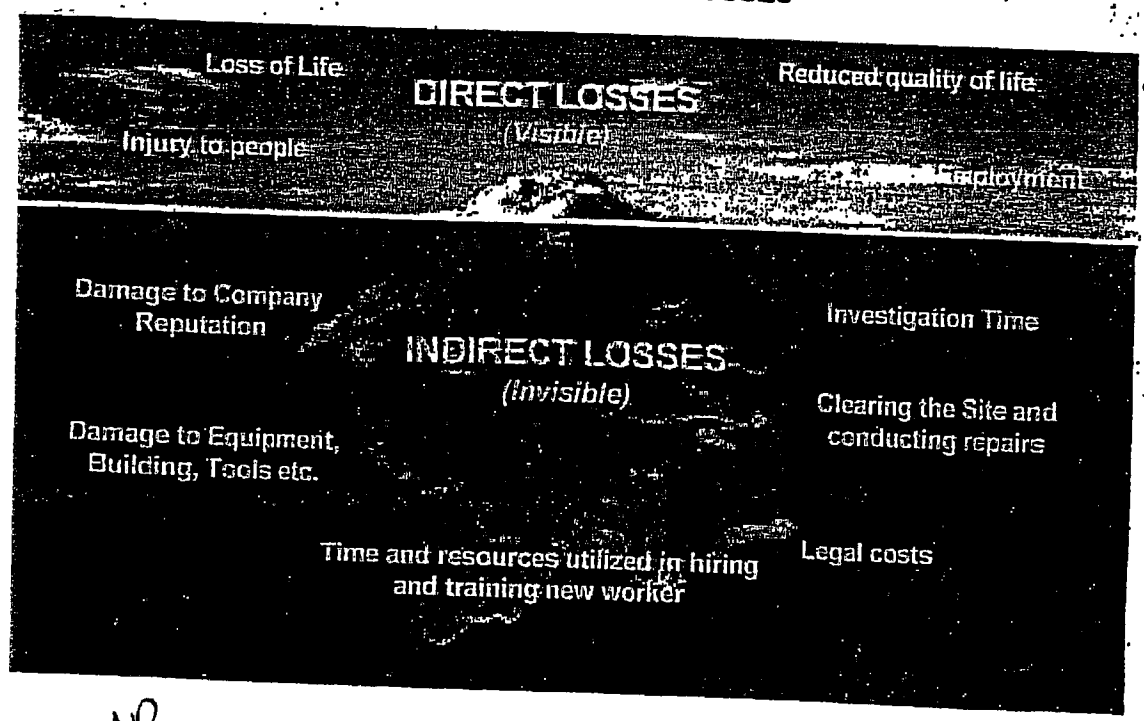 Loss of Life
DIRECT LOSSES
(Visible)
Reduced quality of life
Injury to people
Employment
Damage to Company
Reputation
INDIRECT LOSSES
(Invisible)
Investigation Time
Damage to Equipment,
Building, Tools etc.
Clearing the Site and
conducting repairs
Time and resources utilized in hiring
and training new worker
Legal costs